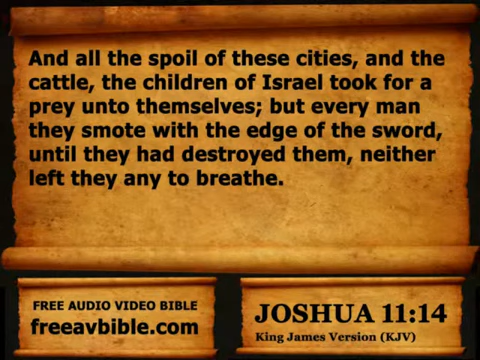 And all the spoil of these cities, and the
cattle, the children of Israel took for a
prey unto themselves; but every man
they smote with the edge of the sword,
until they had destroyed them, neither
left they any to breathe.
FREE AUDIO VIDEO BIBLE
freeavbible.com
JOSHUA 11:14
King James Version (KJV)